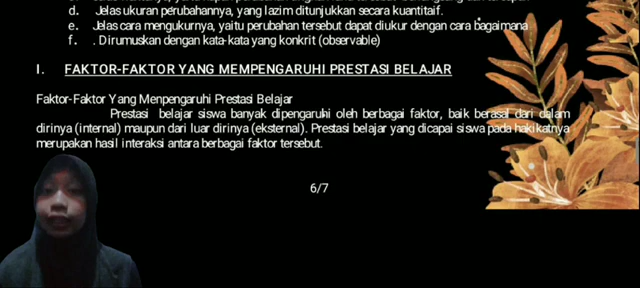 d. Jelas ukuran perubahannya, yang lazim ditunjukkan secara kuantitaif.
e. Jelas cara mengukurnya, yaitu perubahan tersebut dapat diukur dengan cara bagaimana
f. . Dirumuskan dengan kata-kata yang konkrit (observable)
I. FAKTOR-FAKTOR YANG MEMPENGARUHI PRESTASI BELAJAR
Faktor-Faktor Yang Menpengaruhi Prestasi Belajar
Prestasi belajar siswa banyak dipengaruhi oleh berbagai faktor, baik berasal dari dalam
dirinya (internal) maupun dari luar dirinya (eksternal). Prestasi belajar yang dicapai siswa pada hakikatnya
merupakan hasil interaksi antara berbagai faktor tersebut.
6/7